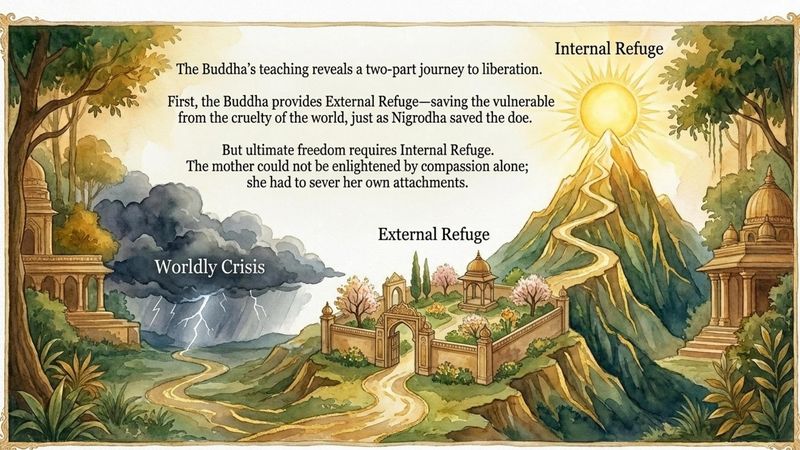 Internal Refuge
The Buddha’s teaching reveals a two-part journey to liberation.
First, the Buddha provides External Refuge—saving the vulnerable
from the cruelty of the world, just as Nigrodha saved the doe.
But ultimate freedom requires Internal Refuge.
The mother could not be enlightened by compassion alone;
she had to sever her own attachments.
External Refuge
Worldly Crisis